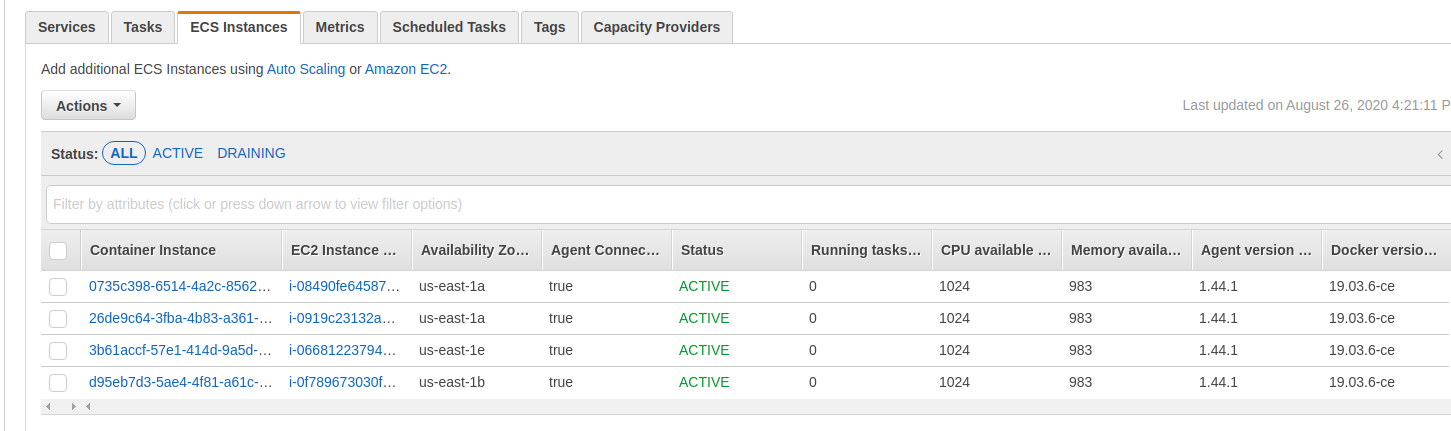 Services Tasks ECS Instances Metrics Scheduled Tasks Tags Capacity Providers
Add additional ECS Instances using Auto Scaling or Amazon EC2.
Actions
Last updated on August 26, 2020 4:21:11 P
Status: ALL ACTIVE DRAINING
Filter by attributes (click or press down arrow to view filter options)
Container Instance EC2 Instance ... Availability Zo... Agent Connec... Status Running tasks... CPU available ... Memory availa... Agent version ... Docker versio...
0735c398-6514-4a2c-8562... i-08490fe64587... us-east-1a true ACTIVE 0 1024 983 1.44.1 19.03.6-ce
26de9c64-3fba-4b83-a361-... i-0919c23132a... us-east-1a true ACTIVE 0 1024 983 1.44.1 19.03.6-ce
3b61accf-57e1-414d-9a5d-... i-06681223794... us-east-1e true ACTIVE 0 1024 983 1.44.1 19.03.6-ce
d95eb7d3-5ae4-4f81-a61c-... i-0f789673030f... us-east-1b true ACTIVE 0 1024 983 1.44.1 19.03.6-ce